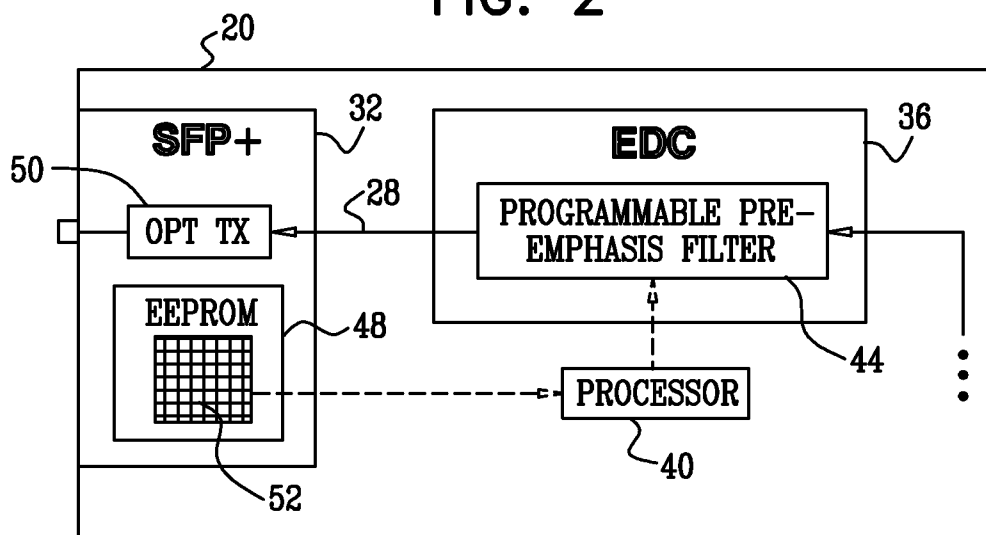 FIG. 2
20
SFP+
32
EDC
36
50
28
OPT TX
PROGRAMMABLE PRE-
EMPHASIS FILTER
EEPROM
48
44
PROCESSOR
40
52